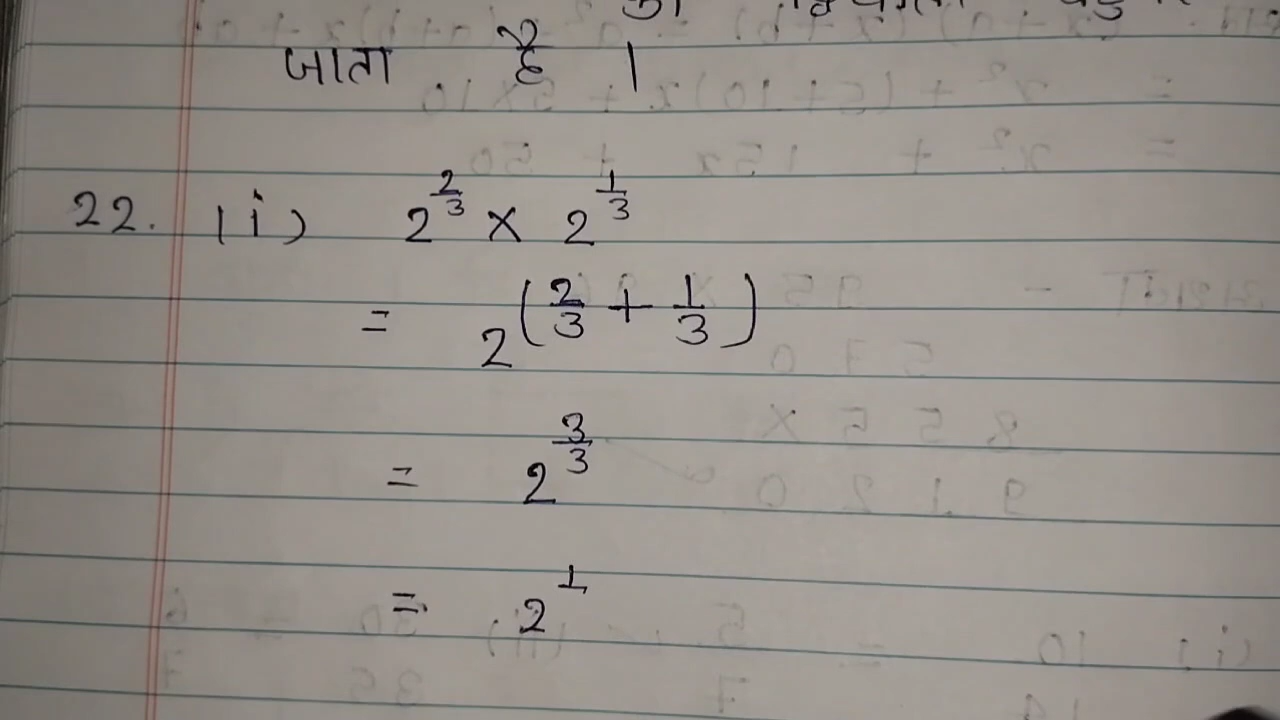 जाता है ।
22. (i) 2^(2/3) × 2^(1/3)
= 2^(2/3 + 1/3)
= 2^(3/3)
= 2^1